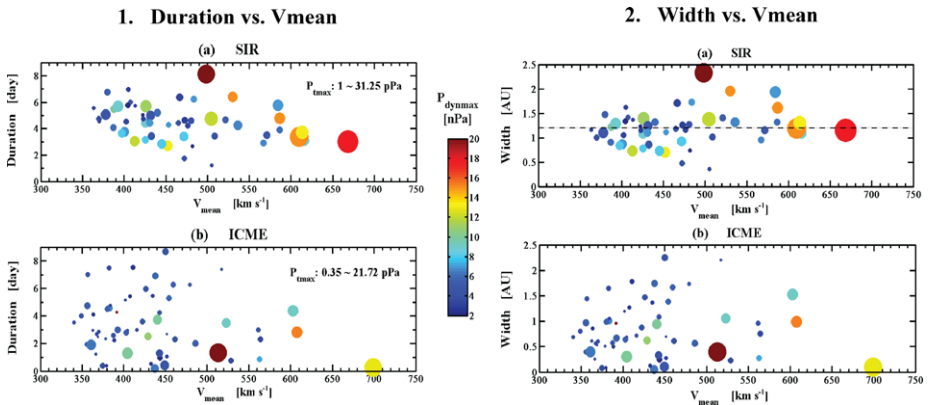 1. Duration vs. Vmean
2. Width vs. Vmean
(a) SIR
Duration [day]
8
6
4
2
0
P_tmax: 1 ~ 31.25 pPa
300 350 400 450 500 550 600 650 700 750
V_mean [km s⁻¹]
(b) ICME
Duration [day]
8
6
4
2
0
P_tmax: 0.35 ~ 21.72 pPa
300 350 400 450 500 550 600 650 700 750
V_mean [km s⁻¹]
P_dynmax
[nPa]
20
18
16
14
12
10
8
6
4
2
(a) SIR
Width [AU]
2.5
2
1.5
1
0.5
0
300 350 400 450 500 550 600 650 700 750
V_mean [km s⁻¹]
(b) ICME
Width [AU]
2.5
2
1.5
1
0.5
0
300 350 400 450 500 550 600 650 700 750
V_mean [km s⁻¹]